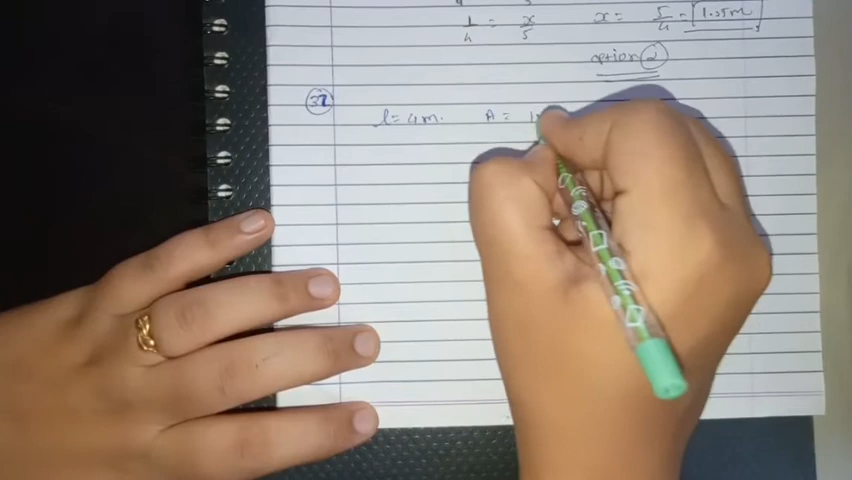 1/4 = x/5 x = 5/4 = 1.25m
option 2
37
l = 4m. A =